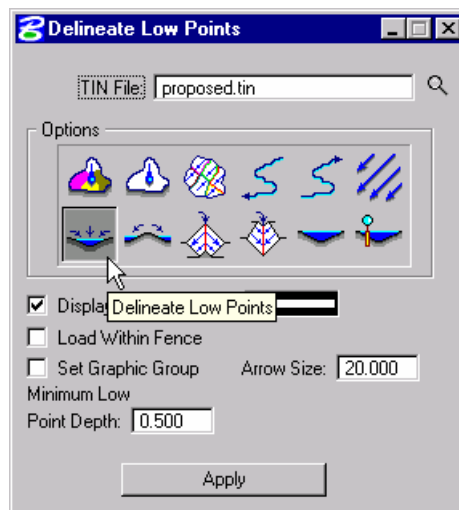 Delineate Low Points
TIN File: proposed.tin
Options
Display
Delineate Low Points
Load Within Fence
Set Graphic Group Arrow Size: 20.000
Minimum Low
Point Depth: 0.500
Apply